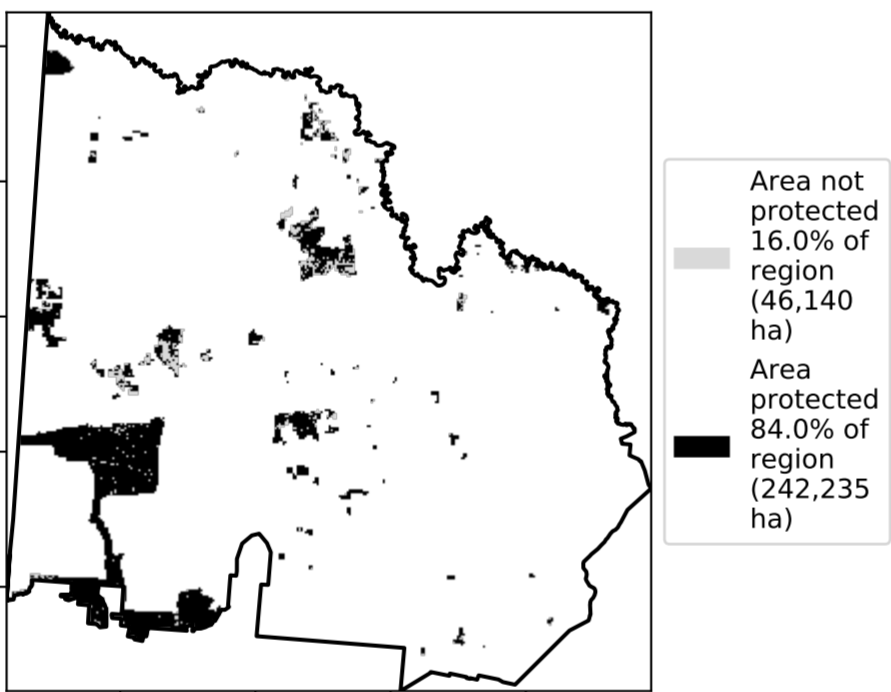 Area not
protected
16.0% of
region
(46,140
ha)
Area
protected
84.0% of
region
(242,235
ha)